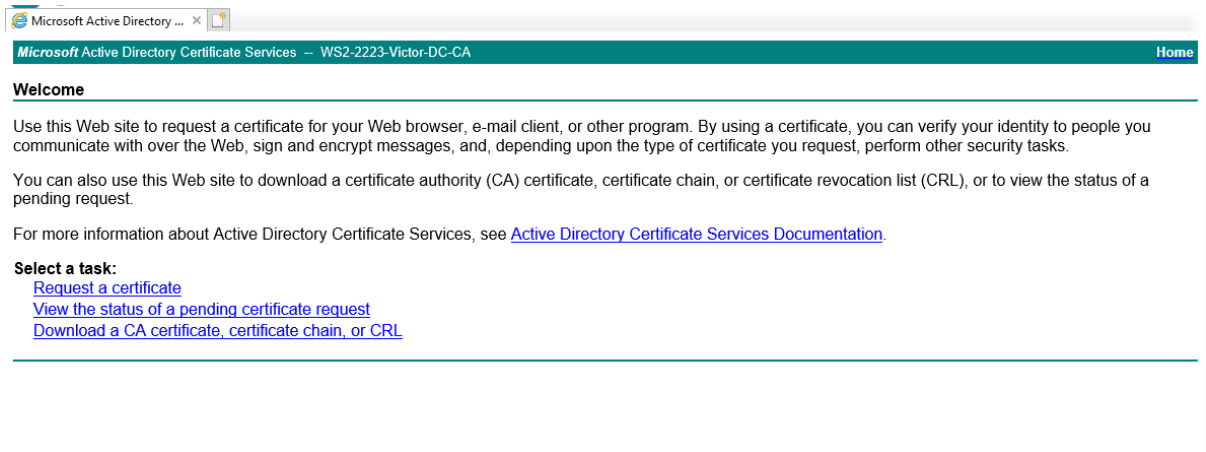 Microsoft Active Directory ...
Microsoft Active Directory Certificate Services -- WS2-2223-Victor-DC-CA Home
Welcome
Use this Web site to request a certificate for your Web browser, e-mail client, or other program. By using a certificate, you can verify your identity to people you
communicate with over the Web, sign and encrypt messages, and, depending upon the type of certificate you request, perform other security tasks.
You can also use this Web site to download a certificate authority (CA) certificate, certificate chain, or certificate revocation list (CRL), or to view the status of a
pending request.
For more information about Active Directory Certificate Services, see Active Directory Certificate Services Documentation.
Select a task:
Request a certificate
View the status of a pending certificate request
Download a CA certificate, certificate chain, or CRL